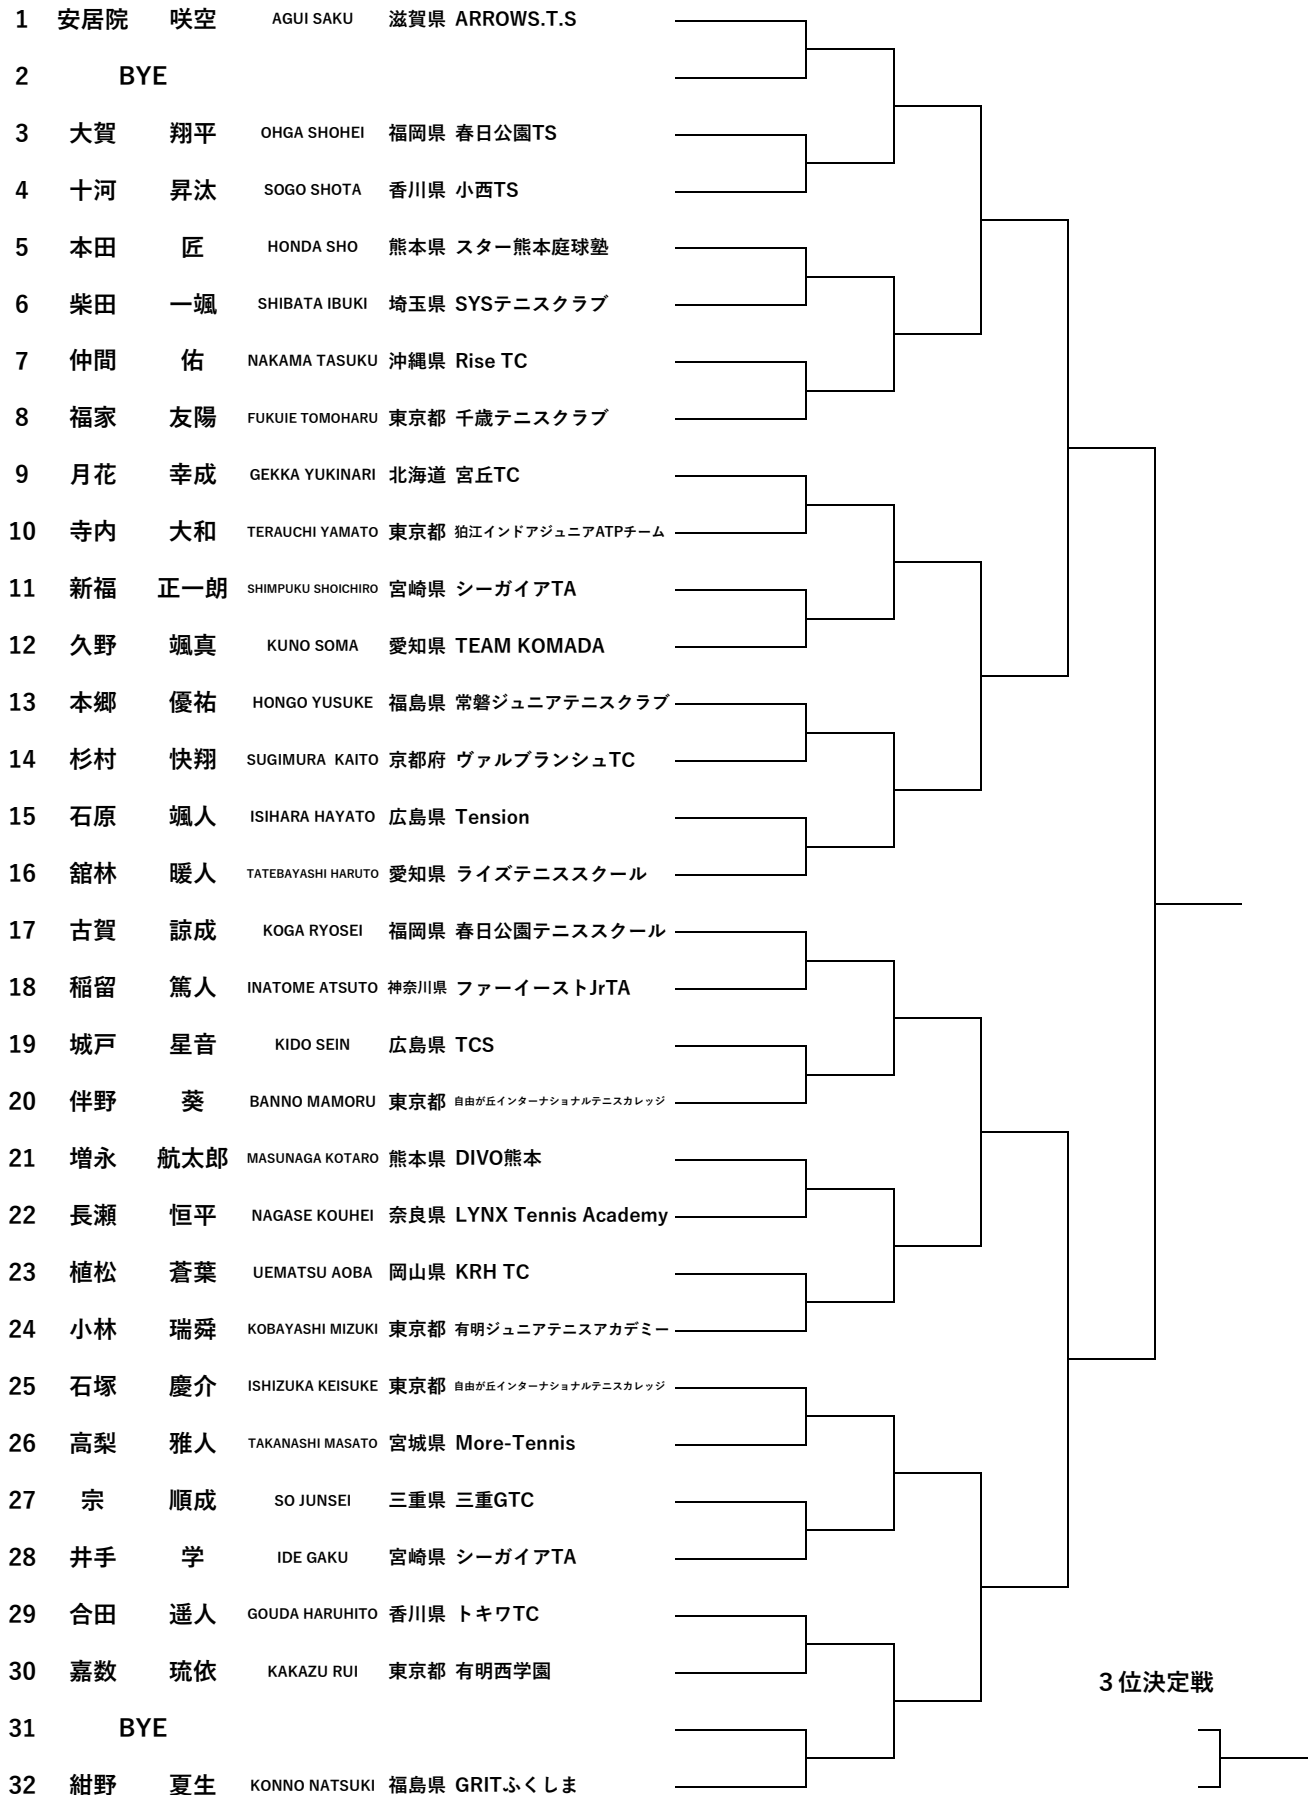 1 安居院 咲空 AGUI SAKU 滋賀県 ARROWS.T.S
2 BYE
3 大賀 翔平 OHGA SHOHEI 福岡県 春日公園TS
4 十河 昇汰 SOGO SHOTA 香川県 小西TS
5 本田 匠 HONDA SHO 熊本県 スター熊本庭球塾
6 柴田 一颯 SHIBATA IBUKI 埼玉県 SYSテニスクラブ
7 仲間 佑 NAKAMA TASUKU 沖縄県 Rise TC
8 福家 友陽 FUKUIE TOMOHARU 東京都 千歳テニスクラブ
9 月花 幸成 GEKKA YUKINARI 北海道 宮丘TC
10 寺内 大和 TERAUCHI YAMATO 東京都 狛江インドアジュニアATPチーム
11 新福 正一朗 SHIMPUKU SHOICHIRO 宮崎県 シーガイアTA
12 久野 颯真 KUNO SOMA 愛知県 TEAM KOMADA
13 本郷 優祐 HONGO YUSUKE 福島県 常磐ジュニアテニスクラブ
14 杉村 快翔 SUGIMURA KAITO 京都府 ヴァルブランシュTC
15 石原 颯人 ISIHARA HAYATO 広島県 Tension
16 舘林 暖人 TATEBAYASHI HARUTO 愛知県 ライズテニススクール
17 古賀 諒成 KOGA RYOSEI 福岡県 春日公園テニススクール
18 稲留 篤人 INATOME ATSUTO 神奈川県 ファーイーストJrTA
19 城戸 星音 KIDO SEIN 広島県 TCS
20 伴野 葵 BANNO MAMORU 東京都 自由が丘インターナショナルテニスカレッジ
21 増永 航太郎 MASUNAGA KOTARO 熊本県 DIVO熊本
22 長瀬 恒平 NAGASE KOUHEI 奈良県 LYNX Tennis Academy
23 植松 蒼葉 UEMATSU AOBA 岡山県 KRH TC
24 小林 瑞舜 KOBAYASHI MIZUKI 東京都 有明ジュニアテニスアカデミー
25 石塚 慶介 ISHIZUKA KEISUKE 東京都 自由が丘インターナショナルテニスカレッジ
26 高梨 雅人 TAKANASHI MASATO 宮城県 More-Tennis
27 宗 順成 SO JUNSEI 三重県 三重GTC
28 井手 学 IDE GAKU 宮崎県 シーガイアTA
29 合田 遥人 GOUDA HARUHITO 香川県 トキワTC
30 嘉数 琉依 KAKAZU RUI 東京都 有明西学園
３位決定戦
31 BYE
32 紺野 夏生 KONNO NATSUKI 福島県 GRITふくしま